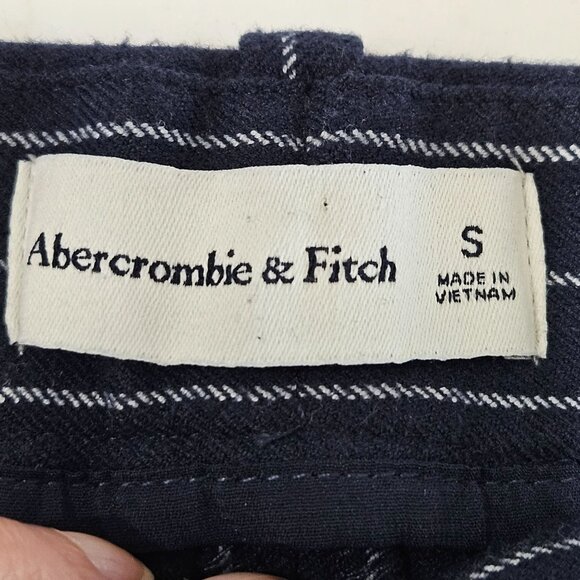 Abercrombie & Fitch
S
MADE IN
VIETNAM